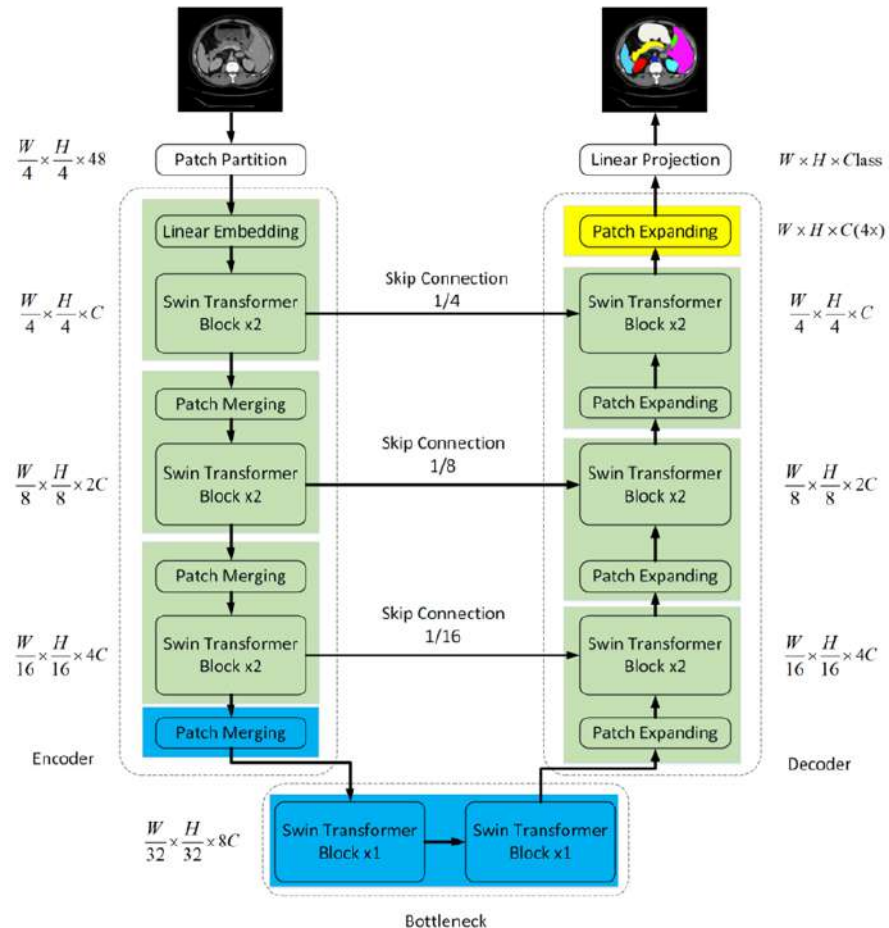 W/4 × H/4 × 48
Patch Partition
Linear Projection
W × H × Class
Linear Embedding
Patch Expanding
W × H × C(4x)
W/4 × H/4 × C
Swin Transformer
Block x2
Skip Connection
1/4
Swin Transformer
Block x2
W/4 × H/4 × C
Patch Merging
Patch Expanding
W/8 × H/8 × 2C
Swin Transformer
Block x2
Skip Connection
1/8
Swin Transformer
Block x2
W/8 × H/8 × 2C
Patch Merging
Patch Expanding
W/16 × H/16 × 4C
Swin Transformer
Block x2
Skip Connection
1/16
Swin Transformer
Block x2
W/16 × H/16 × 4C
Patch Merging
Patch Expanding
Encoder
Decoder
W/32 × H/32 × 8C
Swin Transformer
Block x1
Swin Transformer
Block x1
Bottleneck